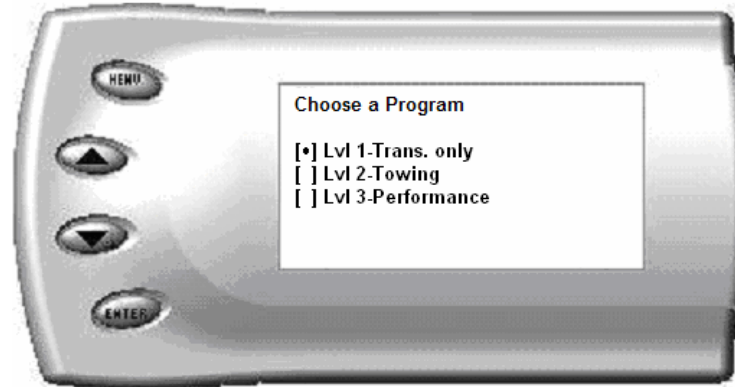 MENU
Choose a Program
[•] Lvl 1-Trans. only
[ ] Lvl 2-Towing
[ ] Lvl 3-Performance
ENTER